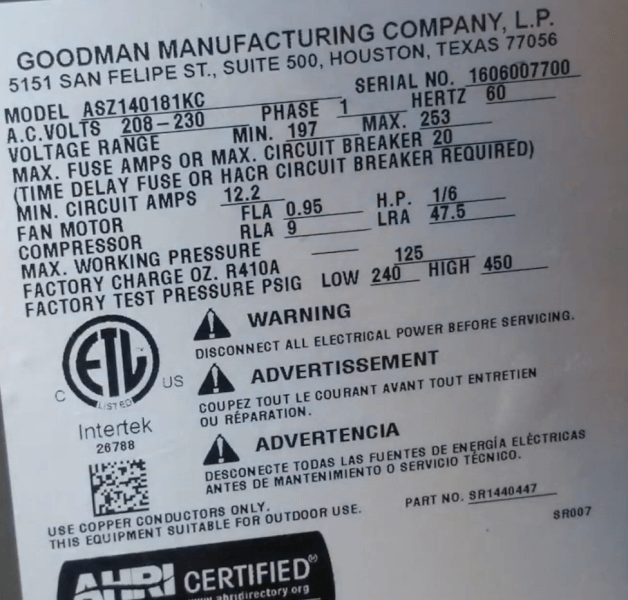 GOODMAN MANUFACTURING COMPANY, L.P.
5151 SAN FELIPE ST., SUITE 500, HOUSTON, TEXAS 77056
MODEL ASZ140181KC SERIAL NO. 1606007700
A.C.VOLTS 208-230 PHASE 1 HERTZ 60
VOLTAGE RANGE MIN. 197 MAX. 253
MAX. FUSE AMPS OR MAX. CIRCUIT BREAKER 20
(TIME DELAY FUSE OR HACR CIRCUIT BREAKER REQUIRED)
MIN. CIRCUIT AMPS 12.2
FAN MOTOR FLA 0.95 H.P. 1/6
COMPRESSOR RLA 9 LRA 47.5
MAX. WORKING PRESSURE
FACTORY CHARGE OZ. R410A 125
FACTORY TEST PRESSURE PSIG LOW 240 HIGH 450
WARNING
DISCONNECT ALL ELECTRICAL POWER BEFORE SERVICING.
ETL
LISTED
C US
Intertek
26788
ADVERTISSEMENT
COUPEZ TOUT LE COURANT AVANT TOUT ENTRETIEN
OU RÉPARATION.
ADVERTENCIA
DESCONECTE TODAS LAS FUENTES DE ENERGÍA ELÉCTRICAS
ANTES DE MANTENIMIENTO O SERVICIO TÉCNICO.
USE COPPER CONDUCTORS ONLY.
THIS EQUIPMENT SUITABLE FOR OUTDOOR USE.
PART NO. SR1440447
SR007
AHRI CERTIFIED®
www.ahridirectory.org